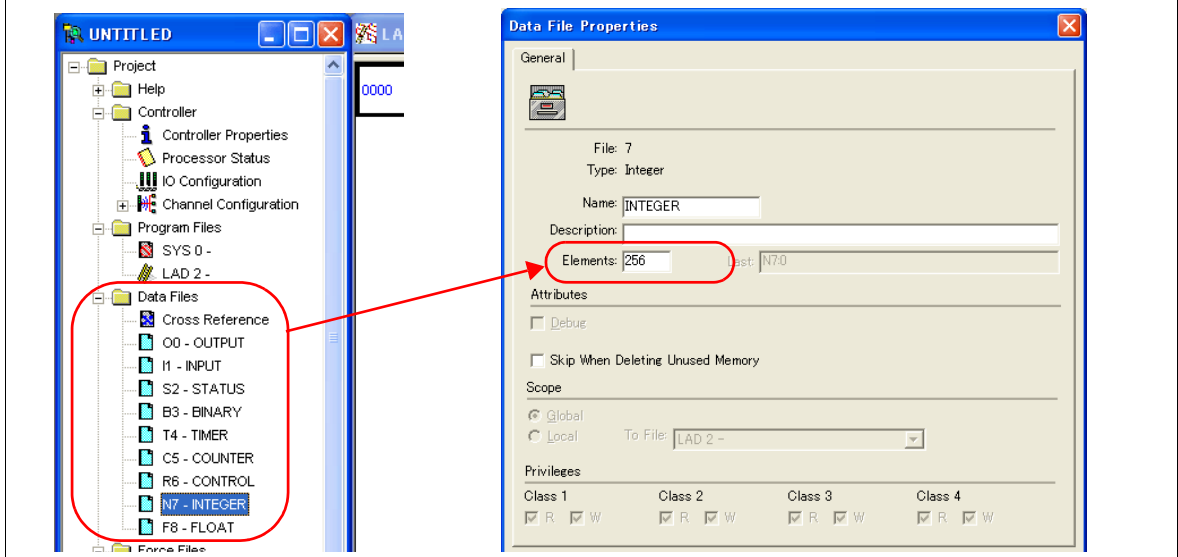 UNTITLED
LA
Project
Help
0000
Controller
Controller Properties
Processor Status
IO Configuration
Channel Configuration
Program Files
SYS 0 -
LAD 2 -
Data Files
Cross Reference
O0 - OUTPUT
I1 - INPUT
S2 - STATUS
B3 - BINARY
T4 - TIMER
C5 - COUNTER
R6 - CONTROL
N7 - INTEGER
F8 - FLOAT
Force Files
Data File Properties
General
File: 7
Type: Integer
Name: INTEGER
Description:
Elements: 256 Last: N7:0
Attributes
Debug
Skip When Deleting Unused Memory
Scope
Global
Local To File: LAD 2 -
Privileges
Class 1 Class 2 Class 3 Class 4
R W R W R W R W